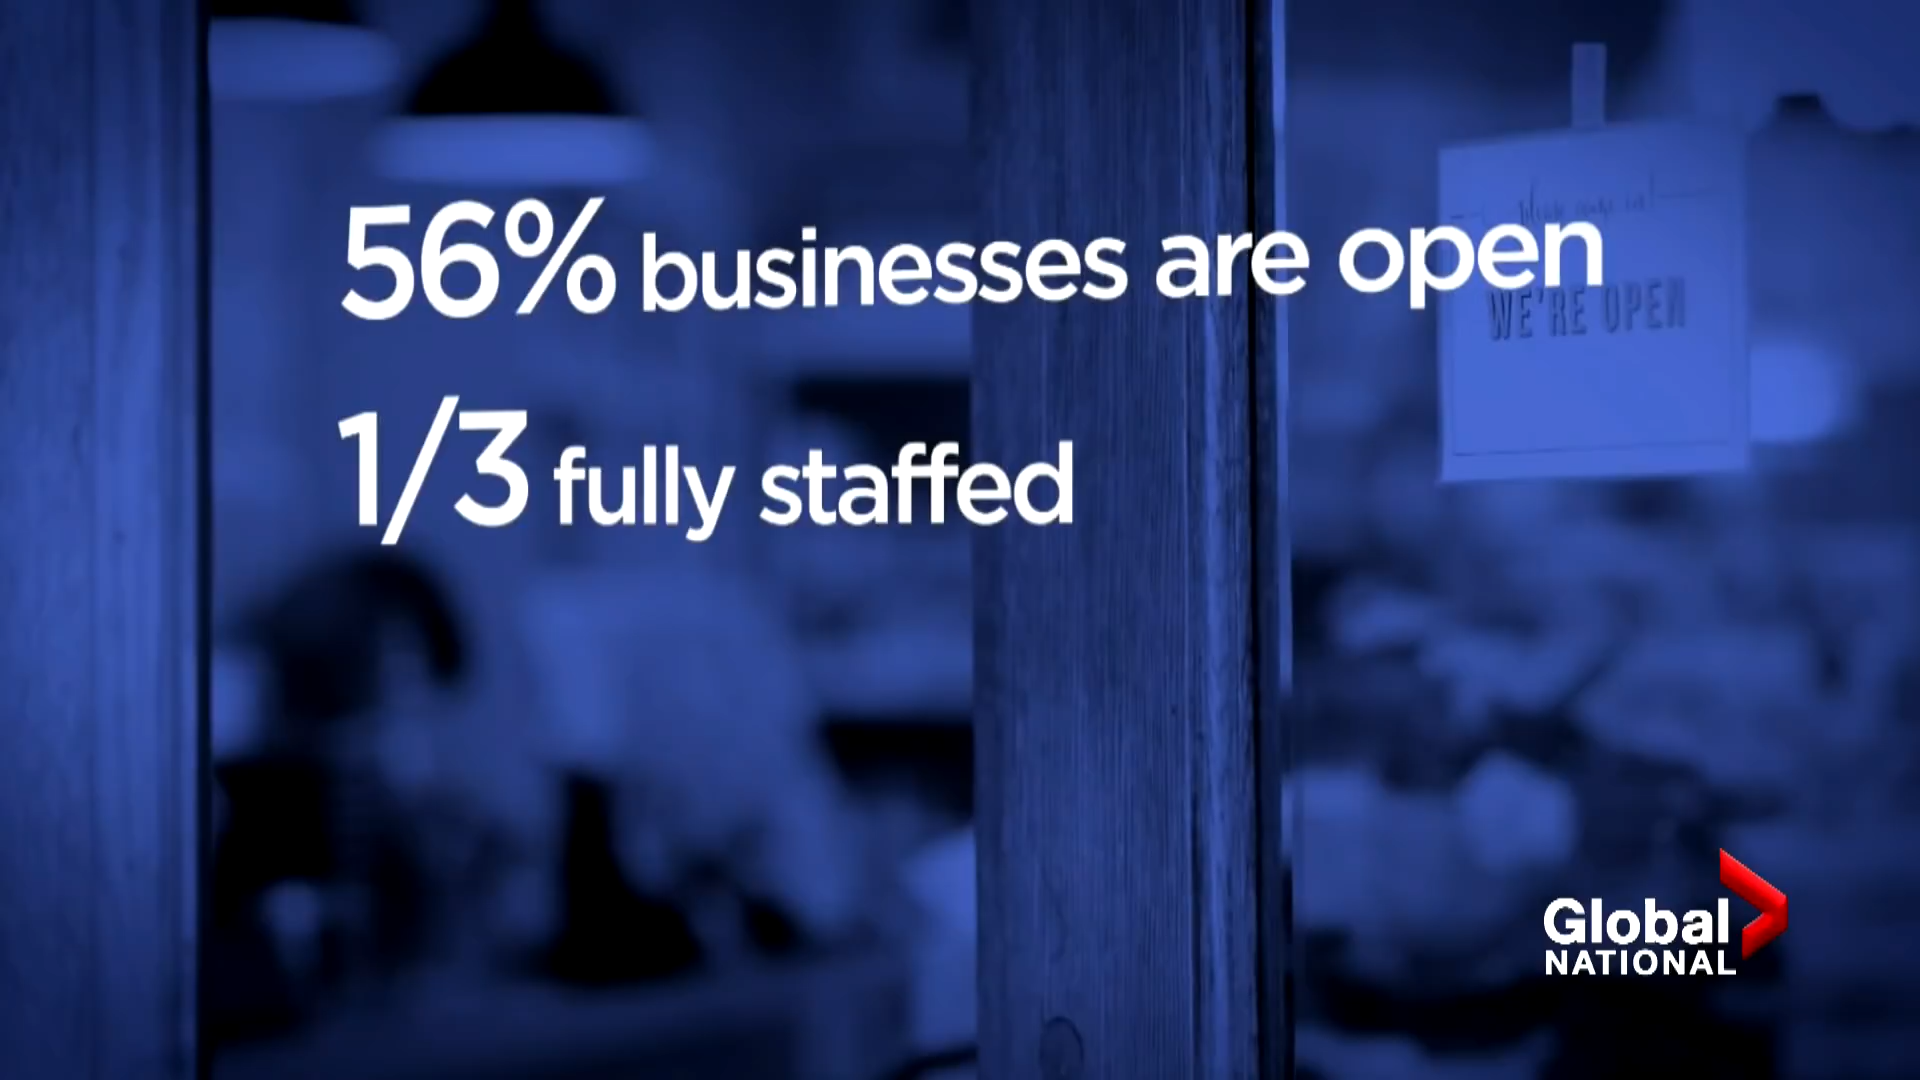 56% businesses are open
WE'RE OPEN
1/3 fully staffed
Global
NATIONAL